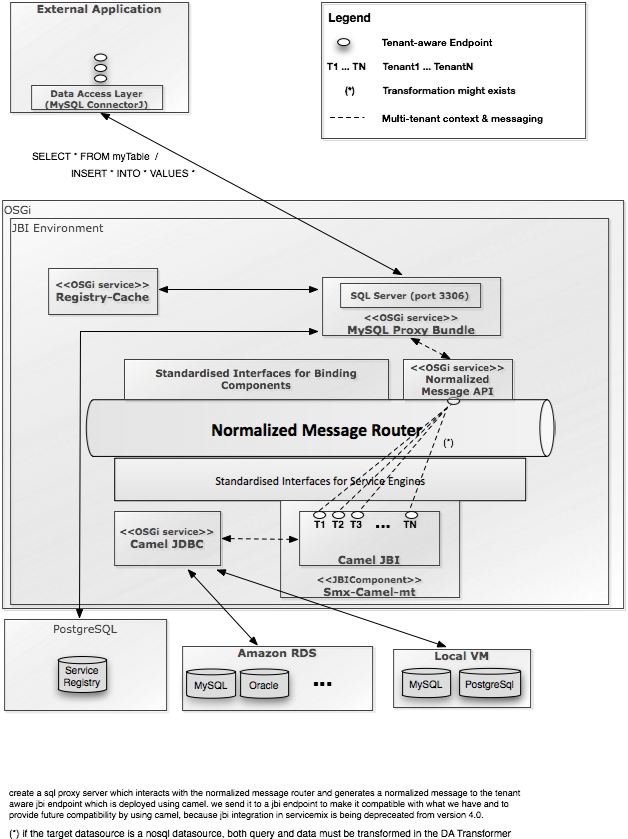 External Application
Data Access Layer
(MySQL ConnectorJ)
Legend
Tenant-aware Endpoint
T1 ... TN Tenant1 ... TenantN
(*) Transformation might exists
Multi-tenant context & messaging
SELECT * FROM myTable /
INSERT * INTO * VALUES *
OSGi
JBI Environment
<<OSGi service>>
Registry-Cache
SQL Server (port 3306)
<<OSGi service>>
MySQL Proxy Bundle
Standardised Interfaces for Binding
Components
<<OSGi service>>
Normalized
Message API
Normalized Message Router
(*)
Standardised Interfaces for Service Engines
<<OSGi service>>
Camel JDBC
T1 T2 T3 ... TN
Camel JBI
<<JBIComponent>>
Smx-Camel-mt
PostgreSQL
Service
Registry
Amazon RDS
MySQL
Oracle
...
Local VM
MySQL
PostgreSql
create a sql proxy server which interacts with the normalized message router and generates a normalized message to the tenant
aware jbi endpoint which is deployed using camel. we send it to a jbi endpoint to make it compatible with what we have and to
provide future compatibility by using camel, because jbi integration in servicemix is being depreceated from version 4.0.
(*) if the target datasource is a nosql datasource, both query and data must be transformed in the DA Transformer